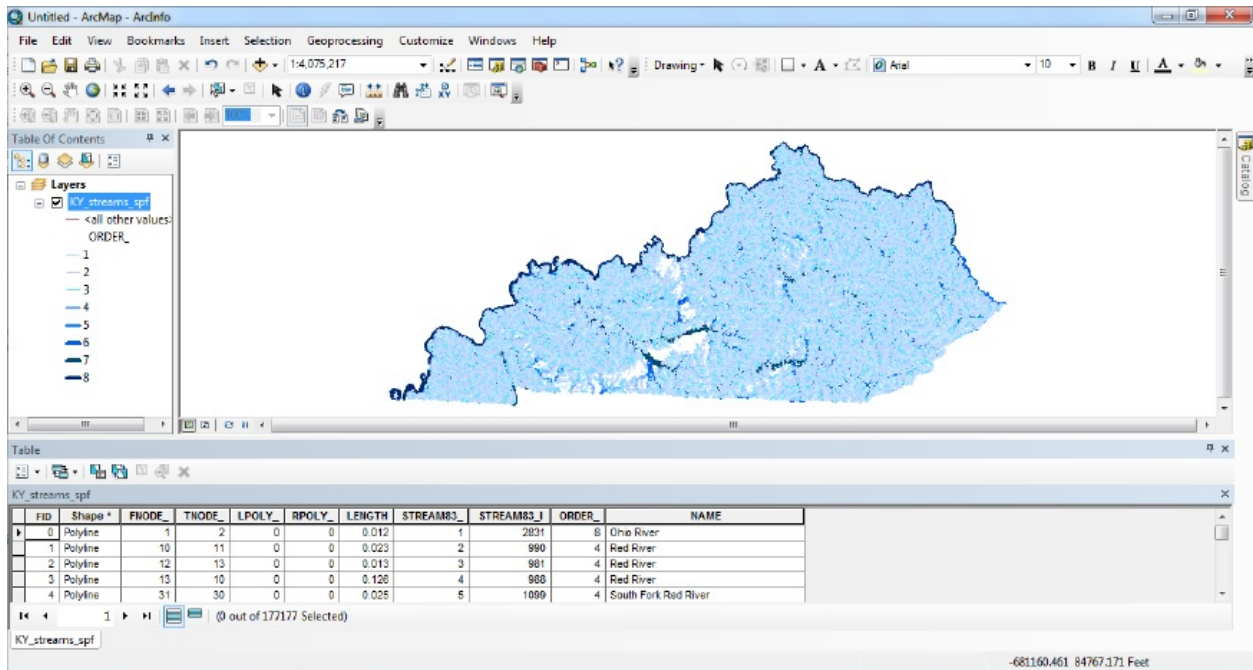 Untitled - ArcMap - ArcInfo
File Edit View Bookmarks Insert Selection Geoprocessing Customize Windows Help
1:4,075,217 Drawing A Arial 10 B I U A
100%
Table Of Contents
Catalog
Layers
KY_streams_spf
<all other values>
ORDER_
1
2
3
4
5
6
7
8
Table
KY_streams_spf
FID Shape * FNODE_ TNODE_ LPOLY_ RPOLY_ LENGTH STREAM83_ STREAM83_I ORDER_ NAME
0 Polyline 1 2 0 0 0.012 1 2831 8 Ohio River
1 Polyline 10 11 0 0 0.023 2 990 4 Red River
2 Polyline 12 13 0 0 0.013 3 981 4 Red River
3 Polyline 13 10 0 0 0.126 4 988 4 Red River
4 Polyline 31 30 0 0 0.025 5 1099 4 South Fork Red River
1 (0 out of 177177 Selected)
KY_streams_spf
-681160.461 84767.171 Feet